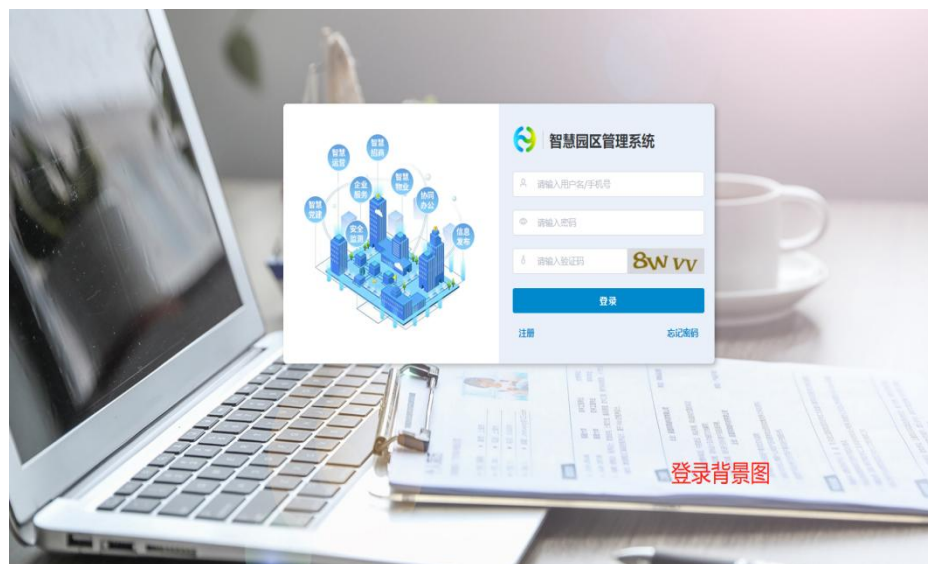 智慧园区管理系统
智慧
招商
智慧
运营
企业
服务
智慧
物业
协同
办公
智慧
党建
安全
监测
信息
发布
请输入用户名/手机号
请输入密码
请输入验证码
8W VV
登录
注册
忘记密码
登录背景图